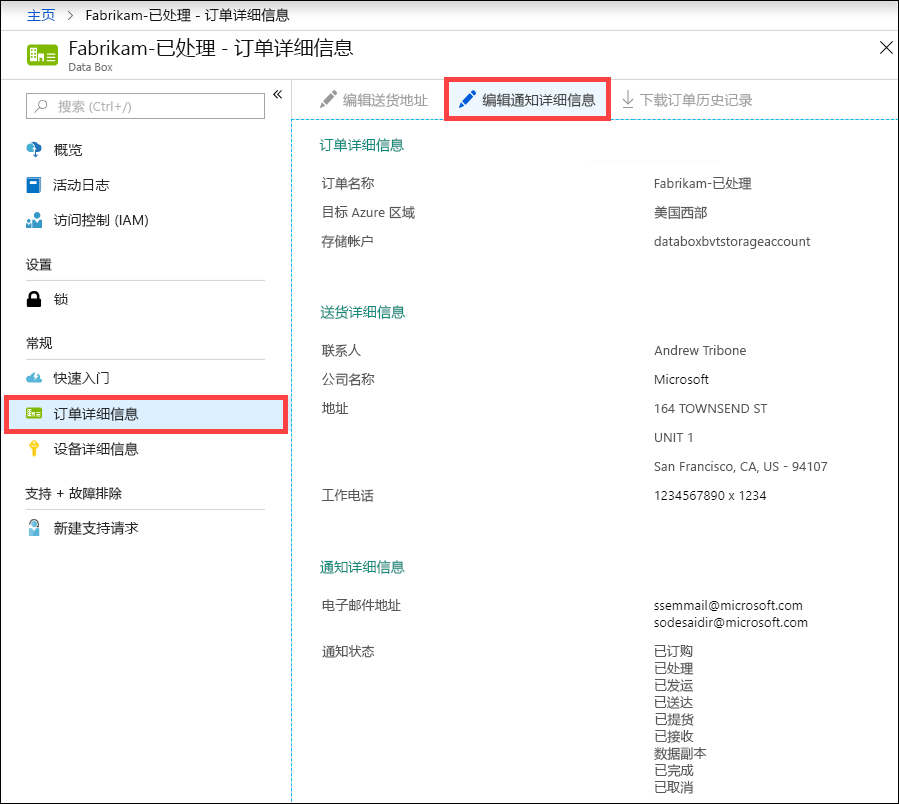 主页 > Fabrikam-已处理 - 订单详细信息
Fabrikam-已处理 - 订单详细信息
Data Box
搜索 (Ctrl+/)
概览
活动日志
访问控制 (IAM)
设置
锁
常规
快速入门
订单详细信息
设备详细信息
支持 + 故障排除
新建支持请求
编辑送货地址 编辑通知详细信息 下载订单历史记录
订单详细信息
订单名称 Fabrikam-已处理
目标 Azure 区域 美国西部
存储帐户 databoxbvtstorageaccount
送货详细信息
联系人 Andrew Tribone
公司名称 Microsoft
地址 164 TOWNSEND ST
UNIT 1
San Francisco, CA, US - 94107
工作电话 1234567890 x 1234
通知详细信息
电子邮件地址 ssemmail@microsoft.com
sodesaidir@microsoft.com
通知状态 已订购
已处理
已发运
已送达
已提货
已接收
数据副本
已完成
已取消